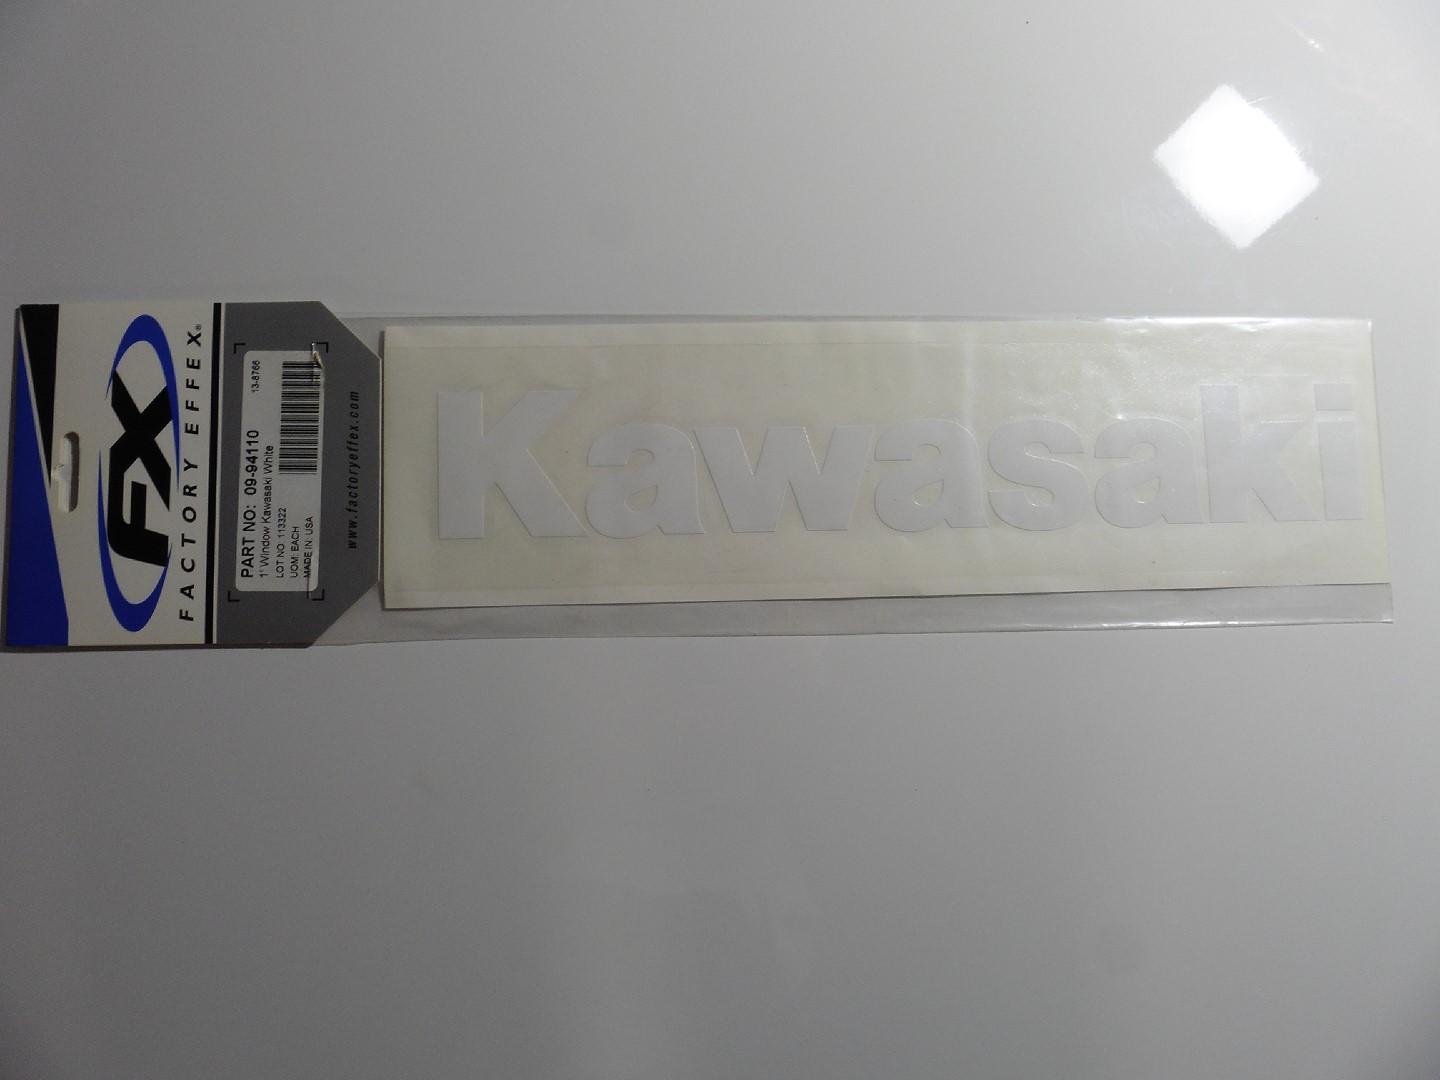 FX
FACTORY EFFEX®
PART NO: 09-94110
1' Window Kawasaki White
LOT NO: 113322
UOM: EACH
MADE IN: USA
13-8766
www.factoryeffex.com
Kawasaki